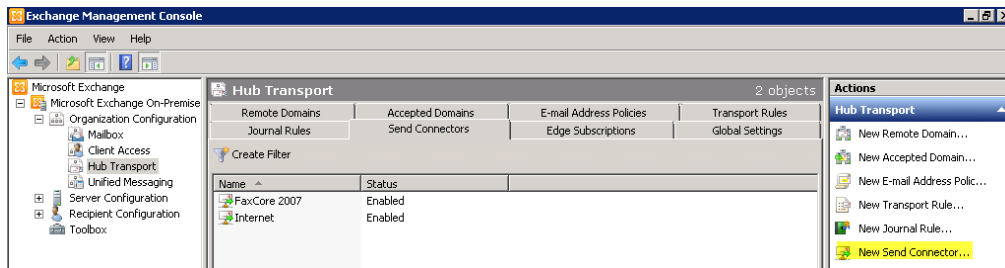 Exchange Management Console
File Action View Help
Microsoft Exchange
Microsoft Exchange On-Premise
Organization Configuration
Mailbox
Client Access
Hub Transport
Unified Messaging
Server Configuration
Recipient Configuration
Toolbox
Hub Transport 2 objects
Remote Domains Accepted Domains E-mail Address Policies Transport Rules
Journal Rules Send Connectors Edge Subscriptions Global Settings
Create Filter
Name Status
FaxCore 2007 Enabled
Internet Enabled
Actions
Hub Transport
New Remote Domain...
New Accepted Domain...
New E-mail Address Polic...
New Transport Rule...
New Journal Rule...
New Send Connector...